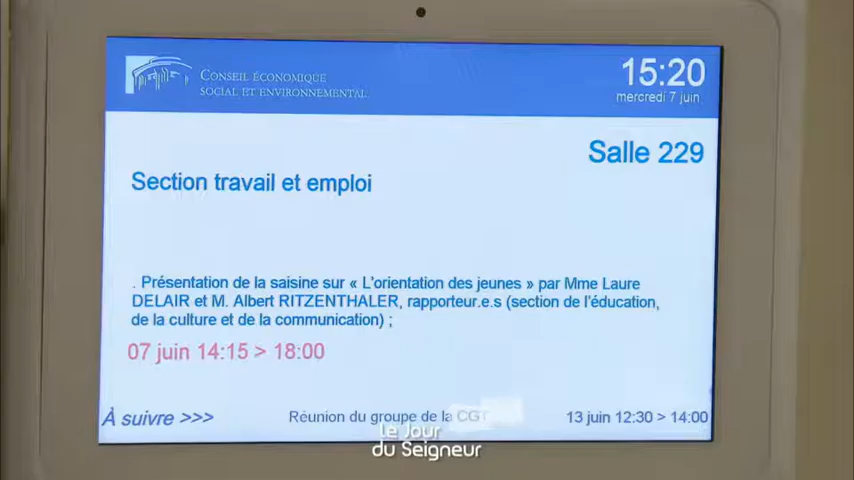 CONSEIL ÉCONOMIQUE
SOCIAL ET ENVIRONNEMENTAL
15:20
mercredi 7 juin
Salle 229
Section travail et emploi
. Présentation de la saisine sur « L'orientation des jeunes » par Mme Laure
DELAIR et M. Albert RITZENTHALER, rapporteur.e.s (section de l'éducation,
de la culture et de la communication) ;
07 juin 14:15 > 18:00
À suivre >>>
Réunion du groupe de la CGT
13 juin 12:30 > 14:00
le Jour
du Seigneur